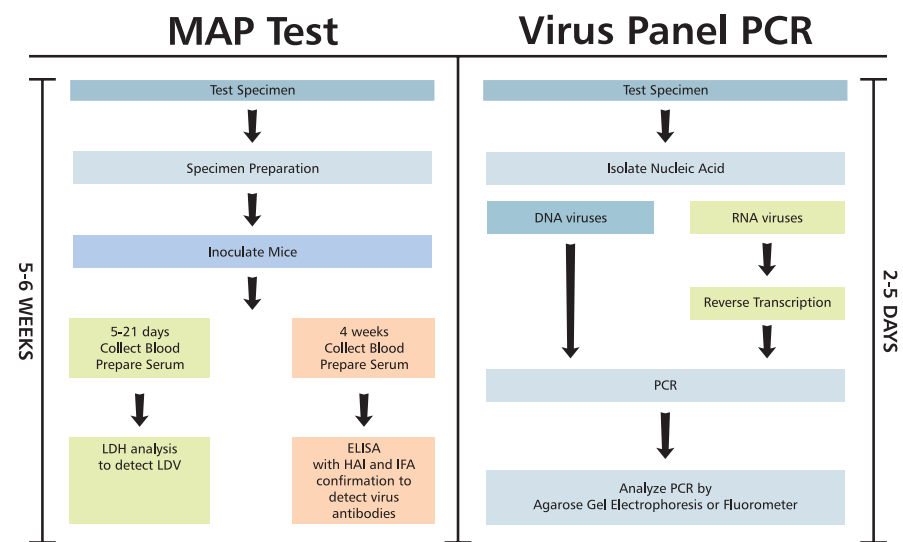 MAP Test
Test Specimen
Specimen Preparation
Inoculate Mice
5-21 days
Collect Blood
Prepare Serum
4 weeks
Collect Blood
Prepare Serum
LDH analysis
to detect LDV
ELISA
with HAI and IFA
confirmation to
detect virus
antibodies
5-6 WEEKS
Virus Panel PCR
Test Specimen
Isolate Nucleic Acid
DNA viruses
RNA viruses
Reverse Transcription
PCR
Analyze PCR by
Agarose Gel Electrophoresis or Fluorometer
2-5 DAYS